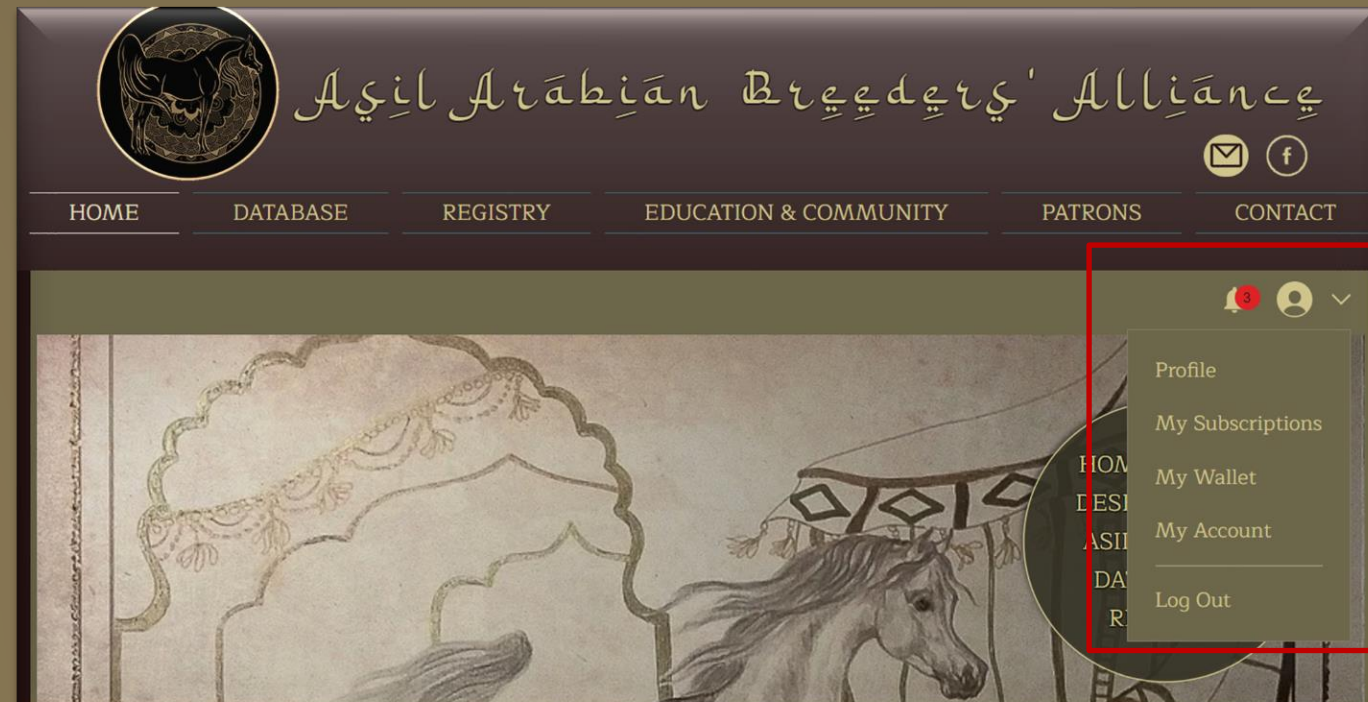 Asil Arabian Breeders' Alliance
f
HOME DATABASE REGISTRY EDUCATION & COMMUNITY PATRONS CONTACT
3
Profile
My Subscriptions
My Wallet
My Account
Log Out